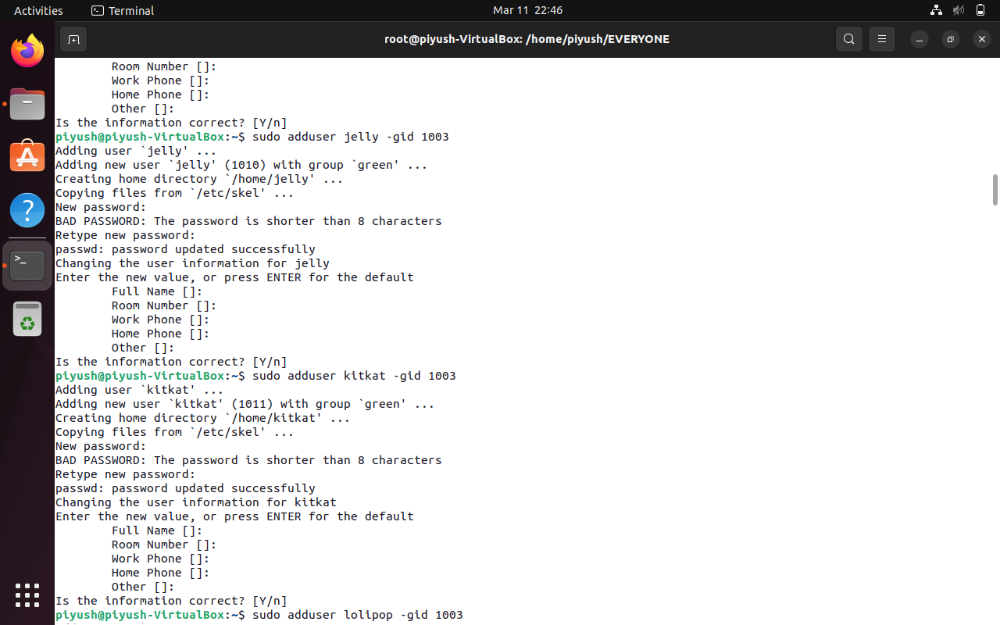 Activities
Terminal
Mar 11 22:46
root@piyush-VirtualBox: /home/piyush/EVERYONE
Room Number []:
Work Phone []:
Home Phone []:
Other []:
Is the information correct? [Y/n]
piyush@piyush-VirtualBox:~$ sudo adduser jelly -gid 1003
Adding user `jelly' ...
Adding new user `jelly' (1010) with group `green' ...
Creating home directory `/home/jelly' ...
Copying files from `/etc/skel' ...
New password:
BAD PASSWORD: The password is shorter than 8 characters
Retype new password:
passwd: password updated successfully
Changing the user information for jelly
Enter the new value, or press ENTER for the default
Full Name []:
Room Number []:
Work Phone []:
Home Phone []:
Other []:
Is the information correct? [Y/n]
piyush@piyush-VirtualBox:~$ sudo adduser kitkat -gid 1003
Adding user `kitkat' ...
Adding new user `kitkat' (1011) with group `green' ...
Creating home directory `/home/kitkat' ...
Copying files from `/etc/skel' ...
New password:
BAD PASSWORD: The password is shorter than 8 characters
Retype new password:
passwd: password updated successfully
Changing the user information for kitkat
Enter the new value, or press ENTER for the default
Full Name []:
Room Number []:
Work Phone []:
Home Phone []:
Other []:
Is the information correct? [Y/n]
piyush@piyush-VirtualBox:~$ sudo adduser lolipop -gid 1003